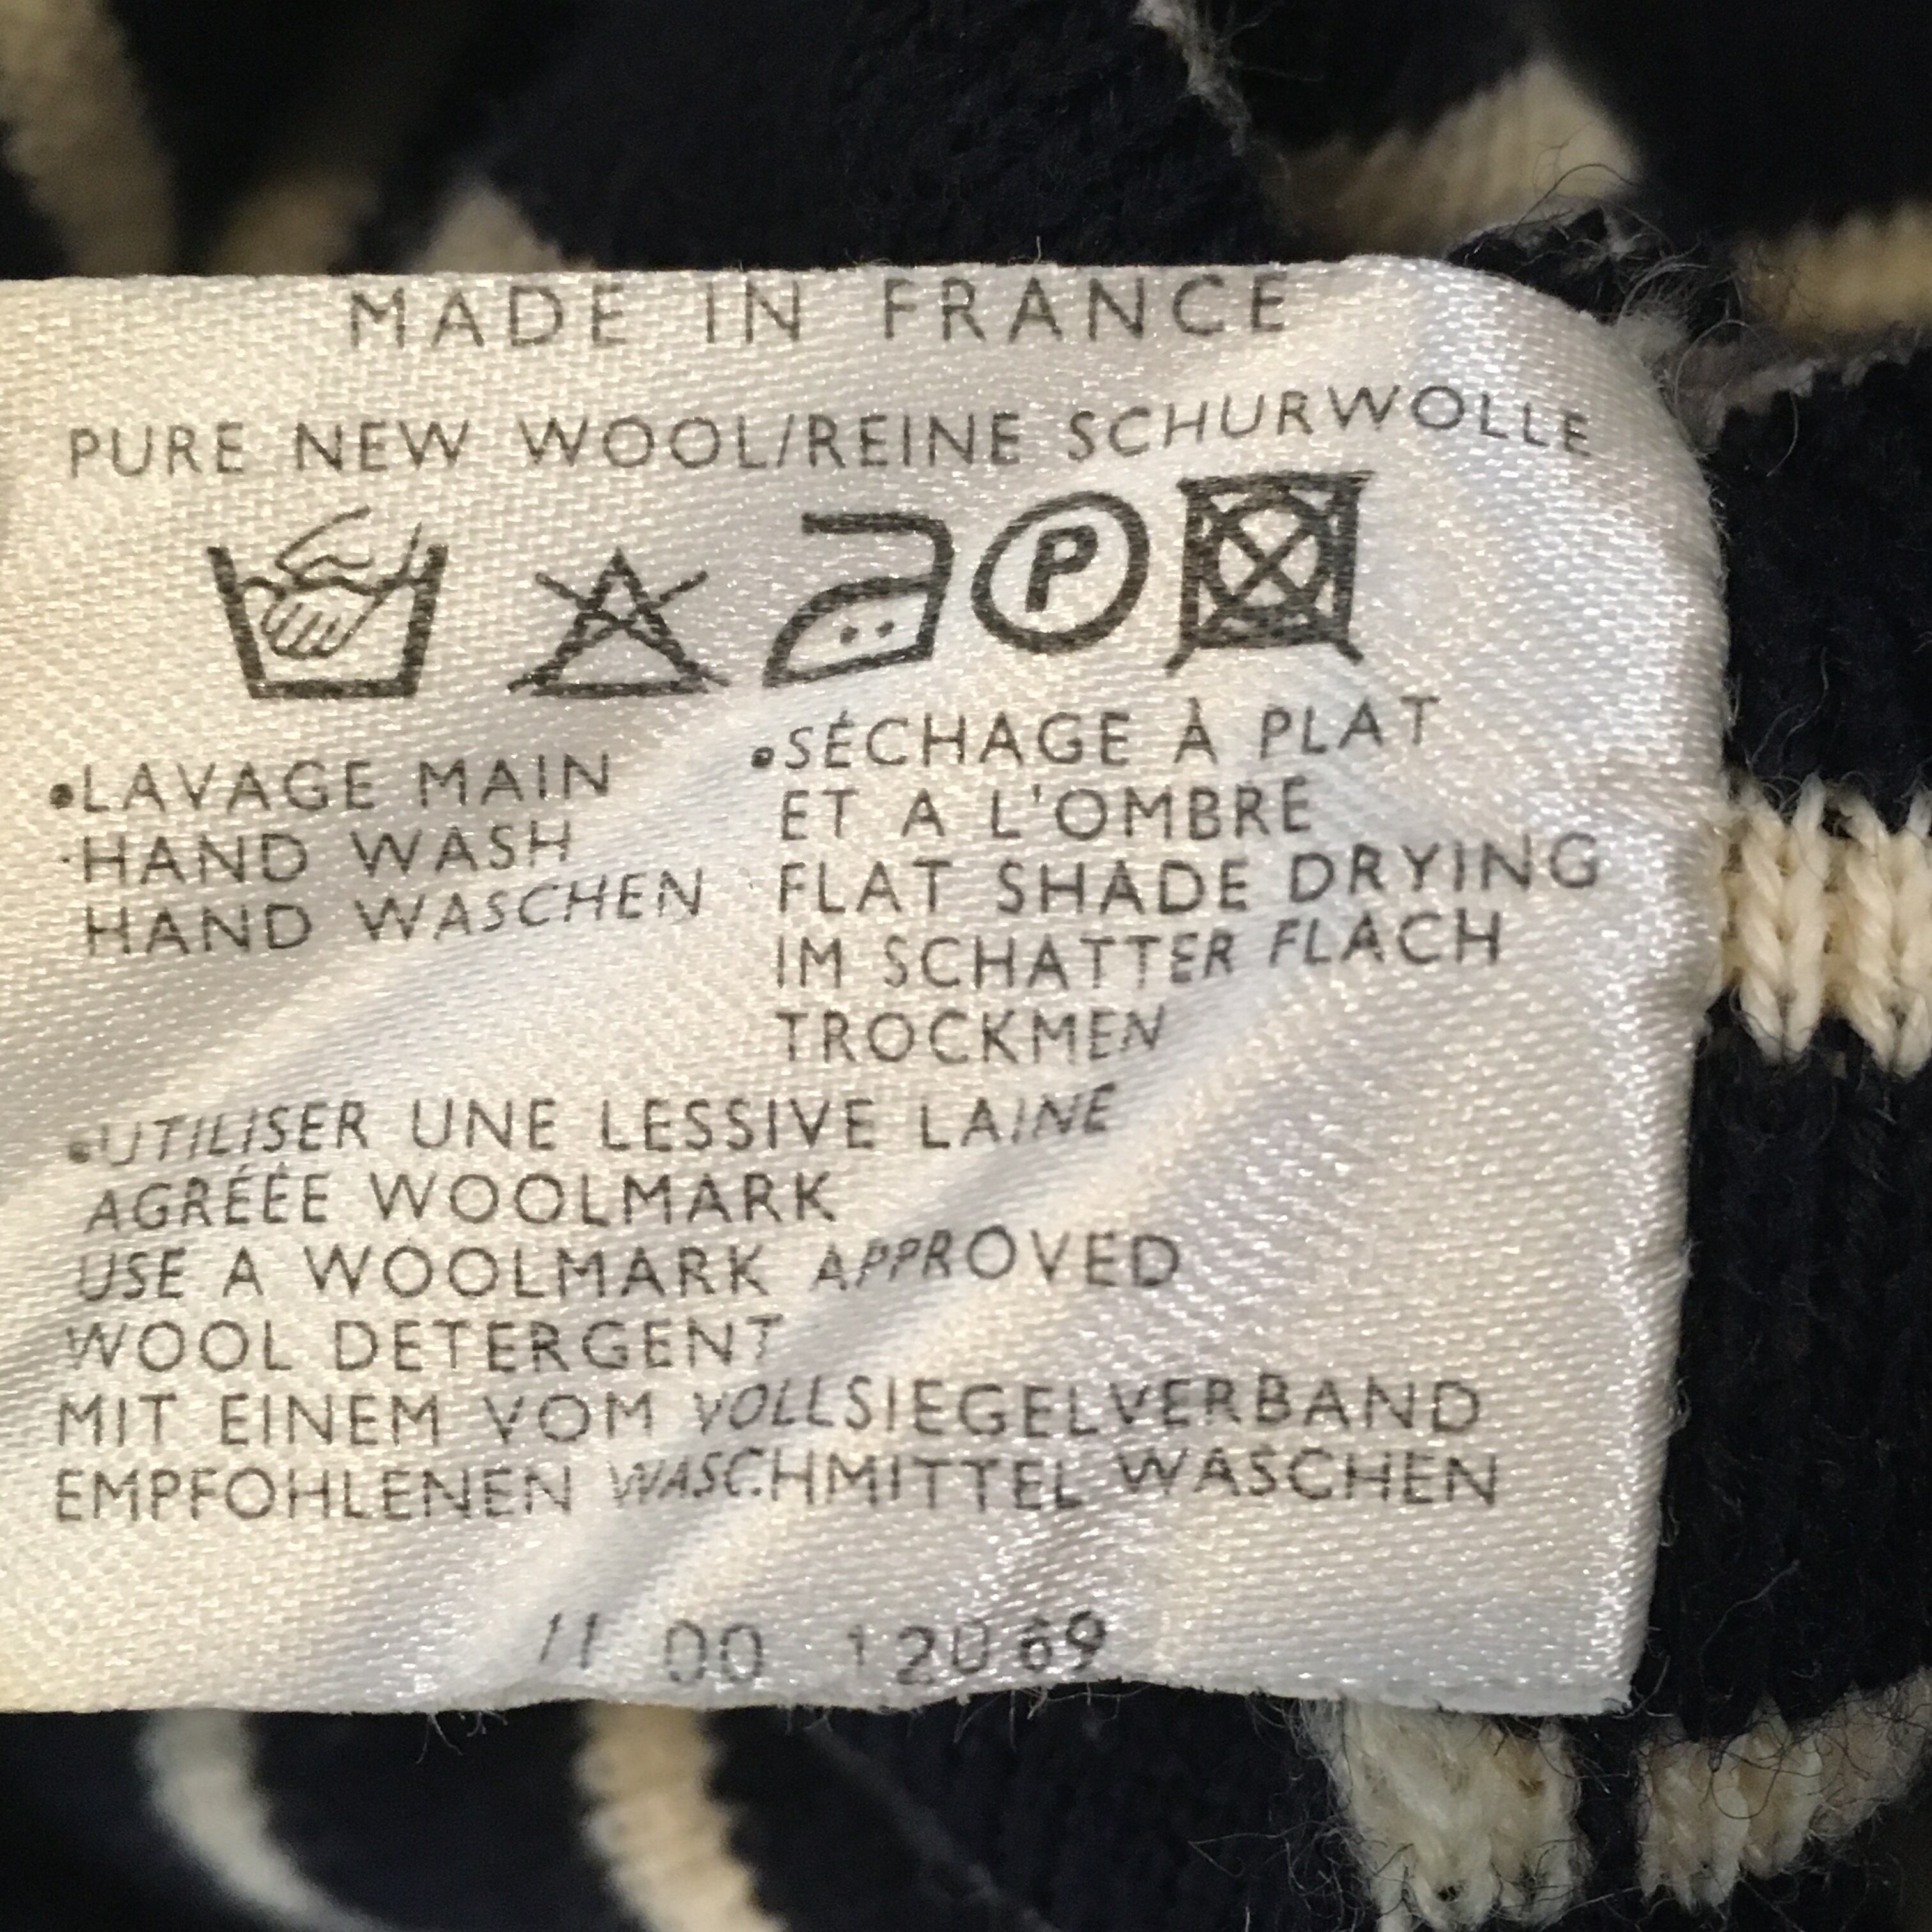 MADE IN FRANCE
PURE NEW WOOL/REINE SCHURWOLLE
P
•LAVAGE MAIN
·HAND WASH
HAND WASCHEN
•SÉCHAGE À PLAT
ET A L'OMBRE
FLAT SHADE DRYING
IM SCHATTER FLACH
TROCKMEN
•UTILISER UNE LESSIVE LAINE
AGRÉÉE WOOLMARK
USE A WOOLMARK APPROVED
WOOL DETERGENT
MIT EINEM VOM VOLLSIEGELVERBAND
EMPFOHLENEN WASCHMITTEL WASCHEN
11 00 12069